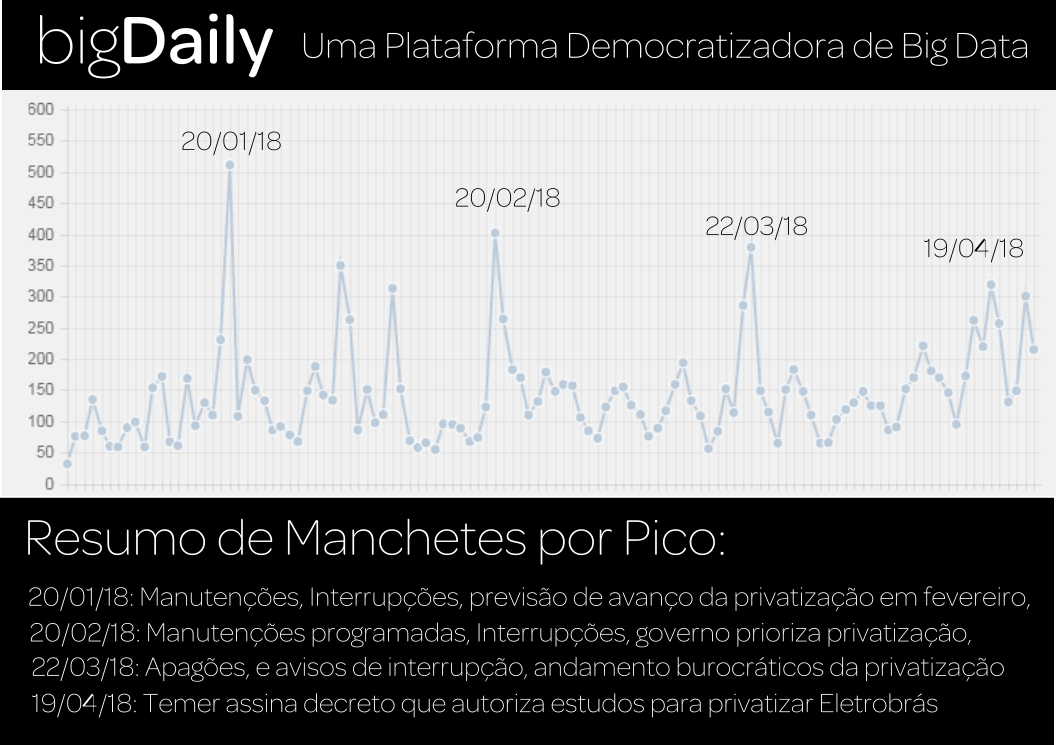 bigDaily Uma Plataforma Democratizadora de Big Data
600
550
500
450
400
350
300
250
200
150
100
50
0
20/01/18
20/02/18
22/03/18
19/04/18
Resumo de Manchetes por Pico:
20/01/18: Manutenções, Interrupções, previsão de avanço da privatização em fevereiro,
20/02/18: Manutenções programadas, Interrupções, governo prioriza privatização,
22/03/18: Apagões, e avisos de interrupção, andamento burocráticos da privatização
19/04/18: Temer assina decreto que autoriza estudos para privatizar Eletrobrás